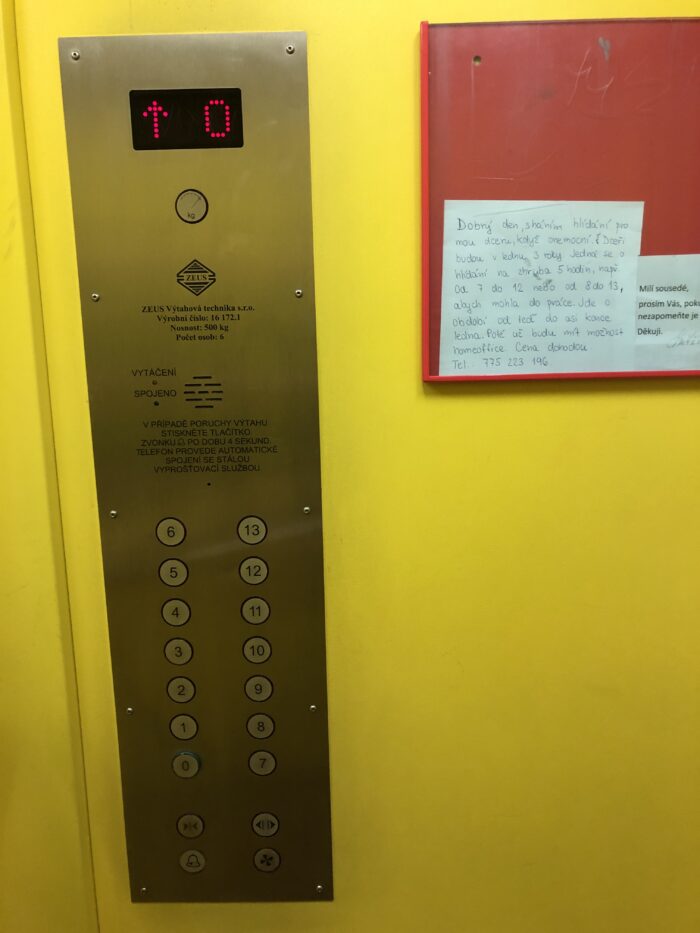 ↑ 0
kg
ZEUS
ZEUS Výtahová technika s.r.o.
Výrobní číslo: 16 172.1
Nosnost: 500 kg
Počet osob: 6
VYTÁČENÍ
SPOJENO
V PŘÍPADĚ PORUCHY VÝTAHU
STISKNĚTE TLAČÍTKO
ZVONKU PO DOBU 4 SEKUND.
TELEFON PROVEDE AUTOMATICKÉ
SPOJENÍ SE STÁLOU
VYPROŠŤOVACÍ SLUŽBOU
6 13
5 12
4 11
3 10
2 9
1 8
0 7
Dobrý den, sháním hlídání pro
mou dceru, když onemocní. Dceři
budou v lednu 3 roky. Jedná se o
hlídání na zhruba 5 hodin, např.
od 7 do 12 nebo od 8 do 13,
abych mohla do práce. Jde o
období od teď do asi konce
ledna. Poté už budu mít možnost
homeoffice. Cena dohodou
Tel.: 775 223 196
Milí sousedé,
prosím Vás, poku
nezapomeňte je
Děkuji.